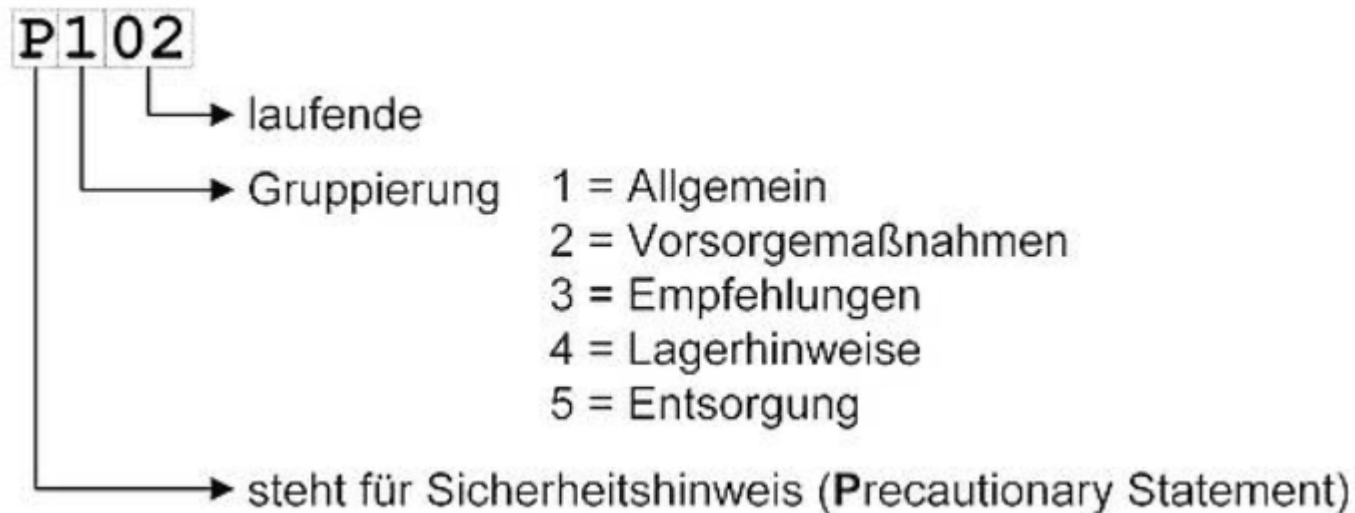 P102
laufende
Gruppierung 1 = Allgemein
2 = Vorsorgemaßnahmen
3 = Empfehlungen
4 = Lagerhinweise
5 = Entsorgung
steht für Sicherheitshinweis (Precautionary Statement)